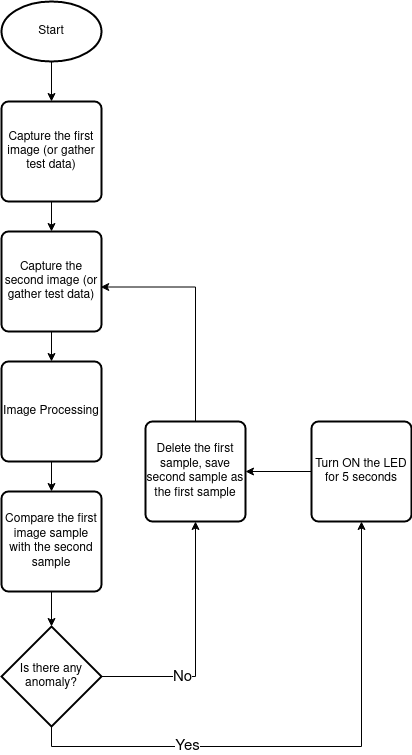 Start
Capture the first
image (or gather
test data)
Capture the
second image (or
gather test data)
Image Processing
Delete the first
sample, save
second sample as
the first sample
Turn ON the LED
for 5 seconds
Compare the first
image sample
with the second
sample
Is there any
anomaly?
No
Yes